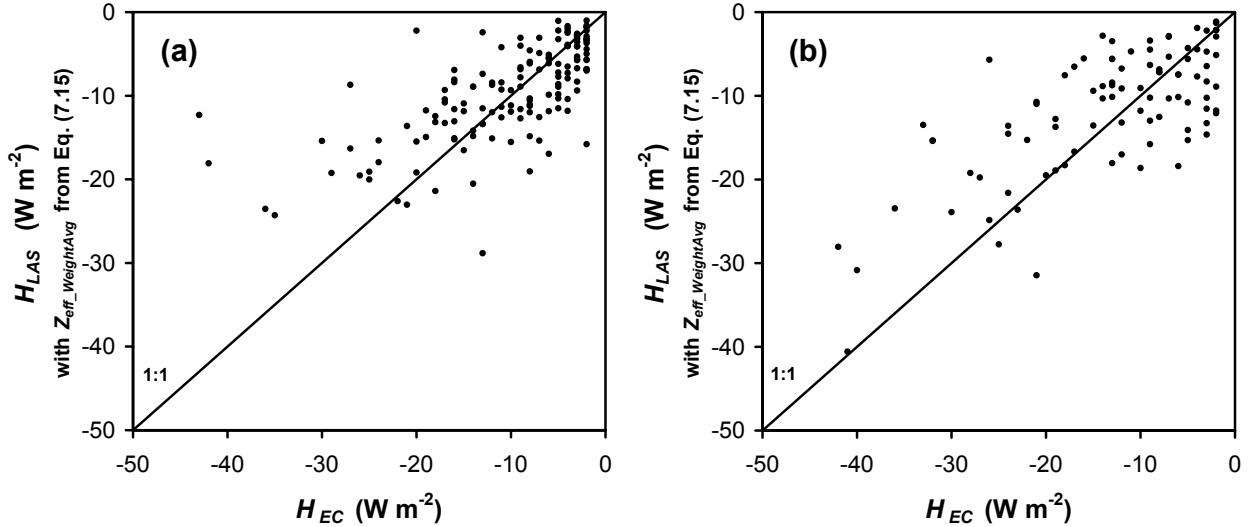 (a)
0
-10
-20
-30
-40
-50
H_LAS (W m⁻²)
with Z_eff_WeightAvg from Eq. (7.15)
1:1
-50 -40 -30 -20 -10 0
H_EC (W m⁻²)
(b)
0
-10
-20
-30
-40
-50
H_LAS (W m⁻²)
with Z_eff_WeightAvg from Eq. (7.15)
1:1
-50 -40 -30 -20 -10 0
H_EC (W m⁻²)